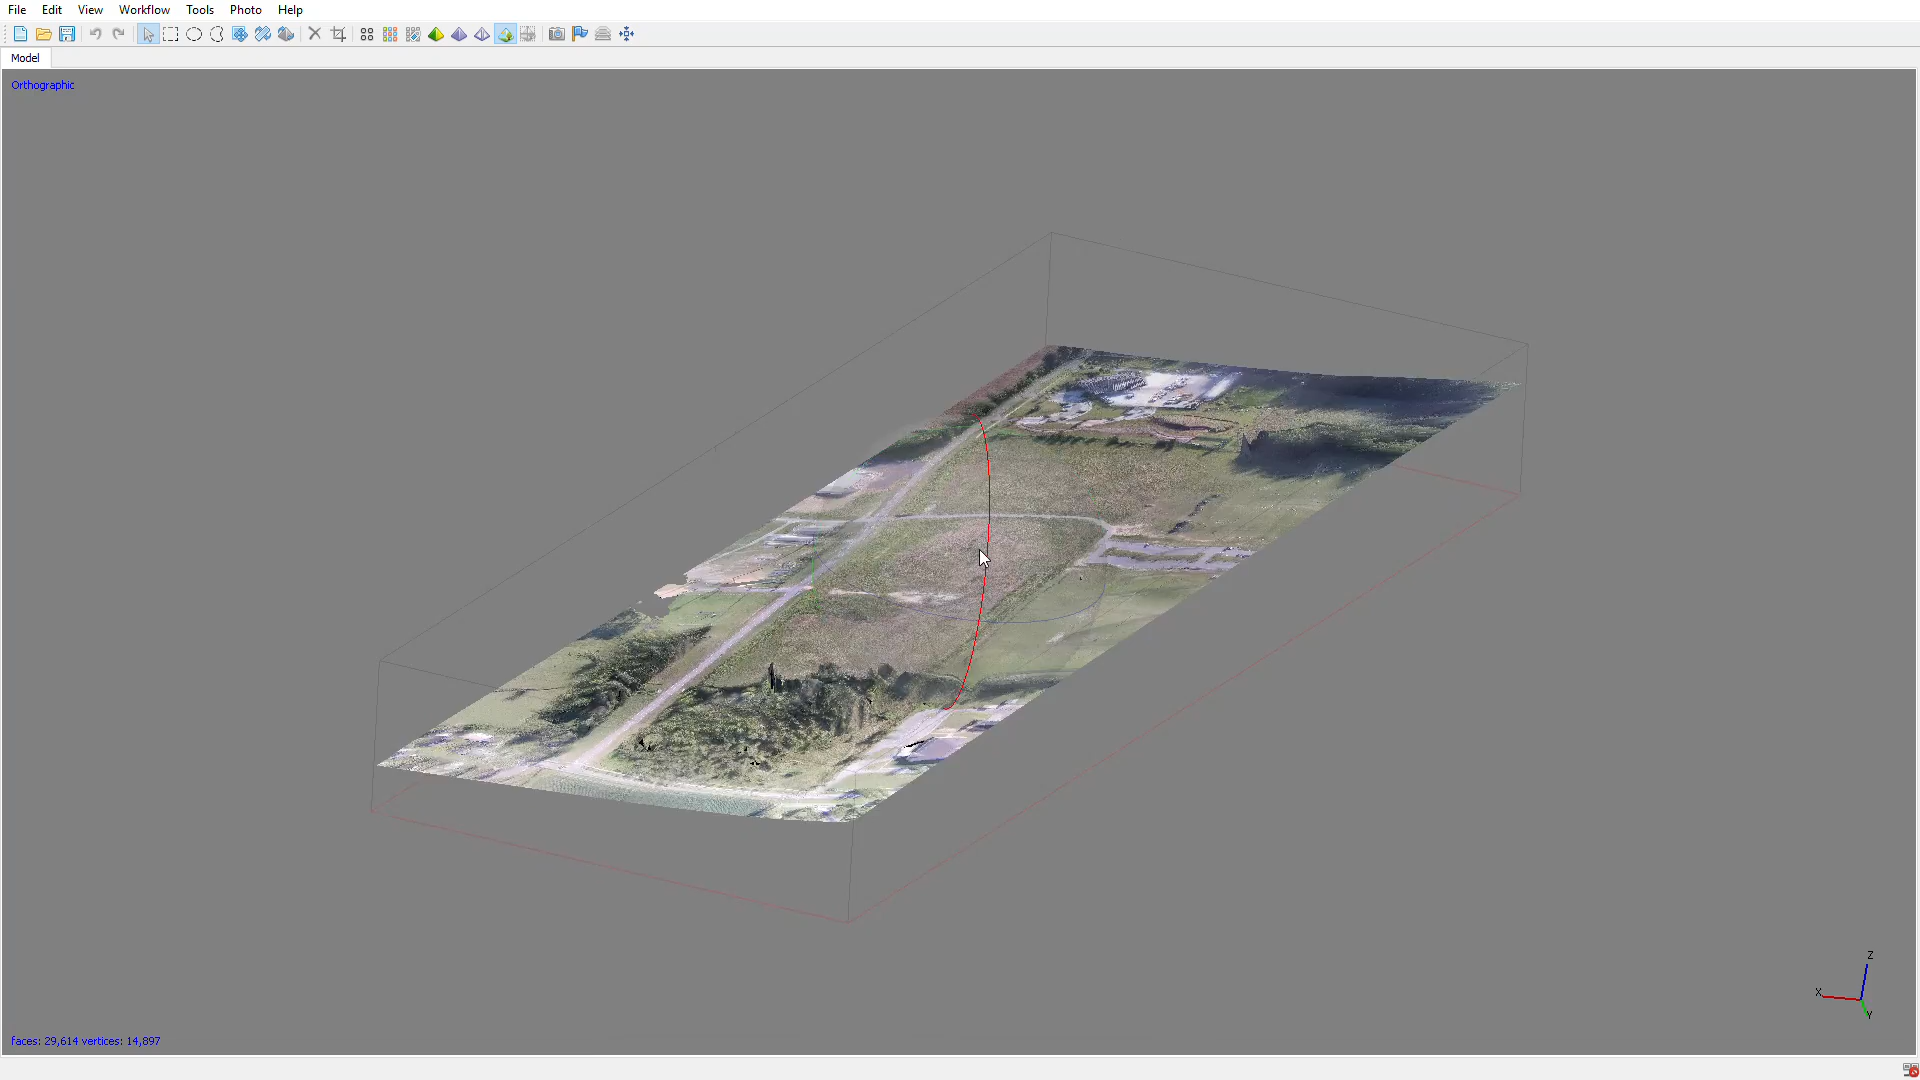 File Edit View Workflow Tools Photo Help
Model
Orthographic
Z
X
Y
faces: 29,614 vertices: 14,897